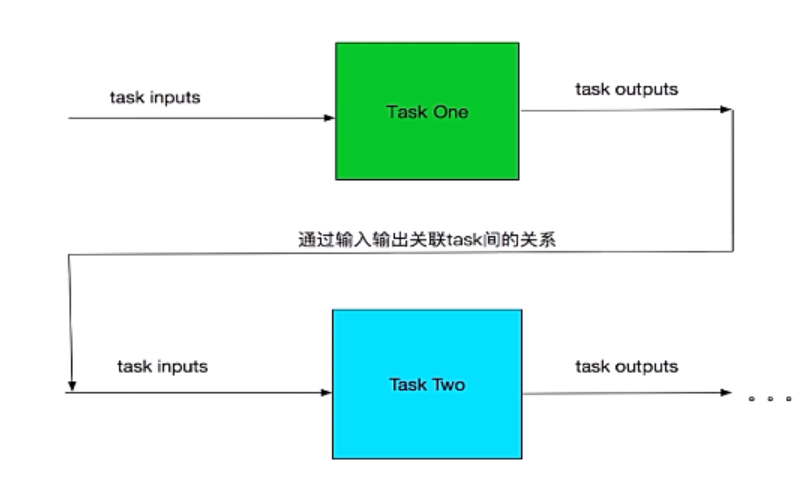 task inputs
Task One
task outputs
通过输入输出关联task间的关系
task inputs
Task Two
task outputs
。。。